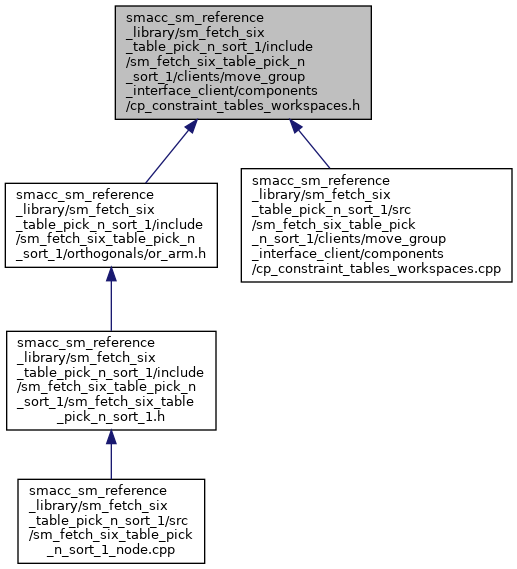 smacc_sm_reference
_library/sm_fetch_six
_table_pick_n_sort_1/include
/sm_fetch_six_table_pick_n
_sort_1/clients/move_group
_interface_client/components
/cp_constraint_tables_workspaces.h
smacc_sm_reference
_library/sm_fetch_six
_table_pick_n_sort_1/include
/sm_fetch_six_table_pick_n
_sort_1/orthogonals/or_arm.h
smacc_sm_reference
_library/sm_fetch_six
_table_pick_n_sort_1/src
/sm_fetch_six_table_pick
_n_sort_1/clients/move_group
_interface_client/components
/cp_constraint_tables_workspaces.cpp
smacc_sm_reference
_library/sm_fetch_six
_table_pick_n_sort_1/include
/sm_fetch_six_table_pick_n
_sort_1/sm_fetch_six_table
_pick_n_sort_1.h
smacc_sm_reference
_library/sm_fetch_six
_table_pick_n_sort_1/src
/sm_fetch_six_table_pick
_n_sort_1_node.cpp